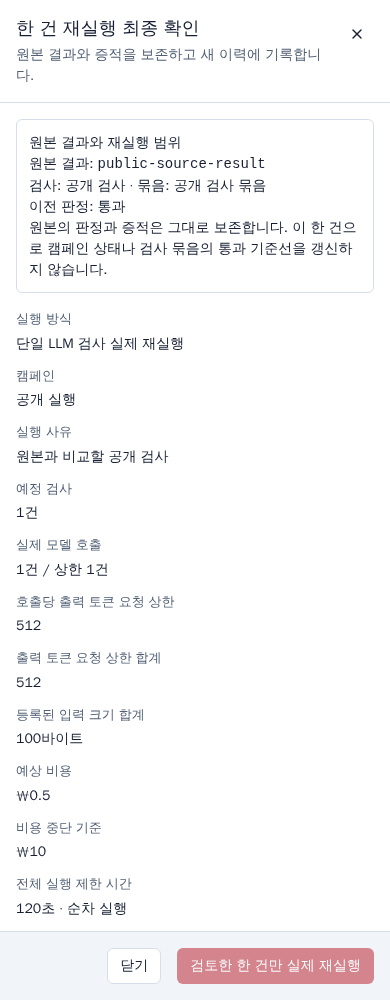 한 건 재실행 최종 확인
원본 결과와 증적을 보존하고 새 이력에 기록합니
다.
×
원본 결과와 재실행 범위
원본 결과: public-source-result
검사: 공개 검사 · 묶음: 공개 검사 묶음
이전 판정: 통과
원본의 판정과 증적은 그대로 보존합니다. 이 한 건으
로 캠페인 상태나 검사 묶음의 통과 기준선을 갱신하
지 않습니다.
실행 방식
단일 LLM 검사 실제 재실행
캠페인
공개 실행
실행 사유
원본과 비교할 공개 검사
예정 검사
1건
실제 모델 호출
1건 / 상한 1건
호출당 출력 토큰 요청 상한
512
출력 토큰 요청 상한 합계
512
등록된 입력 크기 합계
100바이트
예상 비용
₩0.5
비용 중단 기준
₩10
전체 실행 제한 시간
120초 · 순차 실행
닫기
검토한 한 건만 실제 재실행